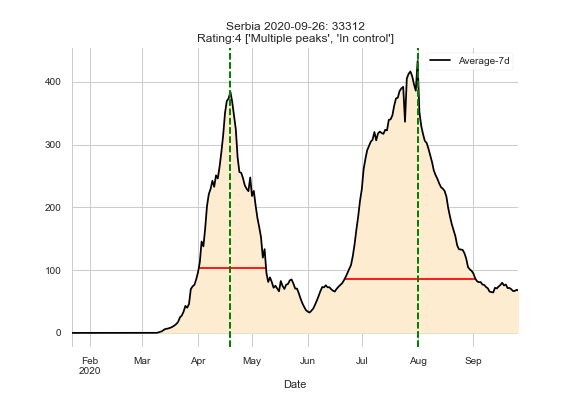 Serbia 2020-09-26: 33312
Rating:4 ['Multiple peaks', 'In control']
Average-7d
400
300
200
100
0
Feb Mar Apr May Jun Jul Aug Sep
2020
Date